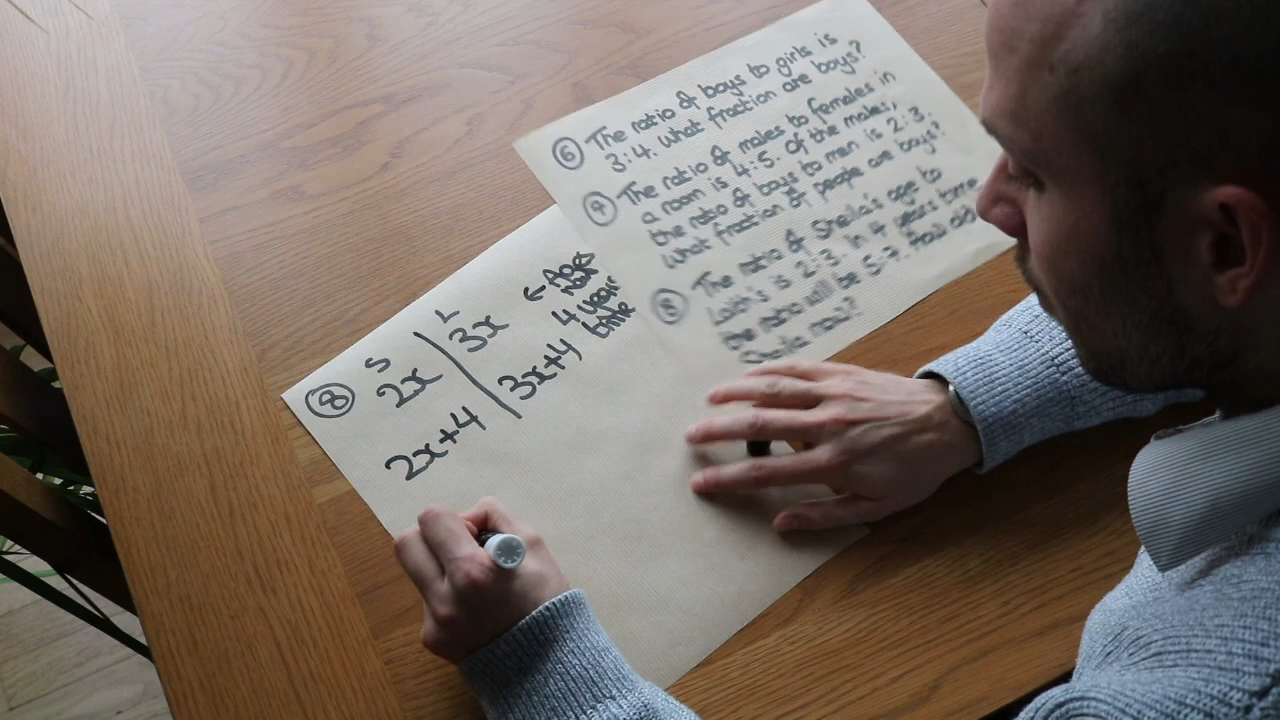 6 The ratio of boys to girls is
3:4. What fraction are boys?
7 The ratio of males to females in
a room is 4:5. Of the males,
the ratio of boys to men is 2:3.
What fraction of people are boys?
8 The ratio of Sheila's age to
is 2:3. In 4 years time
the ratio will be 5:7. How old
Sheila now?
8 S L
2x 3x ← Age now
2x+4 3x+4 4 years time